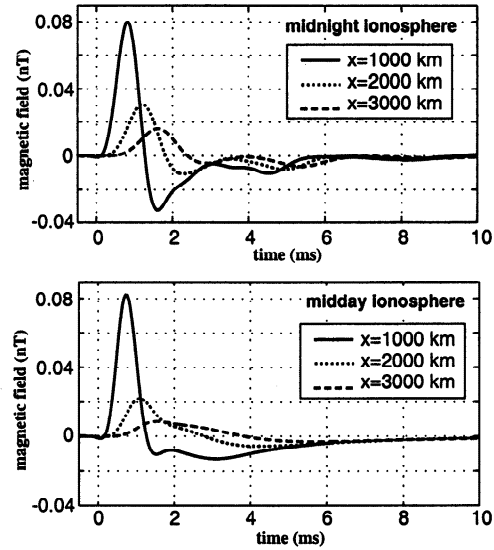 midnight ionosphere
x=1000 km
x=2000 km
x=3000 km
magnetic field (nT)
0.08
0.04
0
-0.04
0 2 4 6 8 10
time (ms)
midday ionosphere
x=1000 km
x=2000 km
x=3000 km
magnetic field (nT)
0.08
0.04
0
-0.04
0 2 4 6 8 10
time (ms)